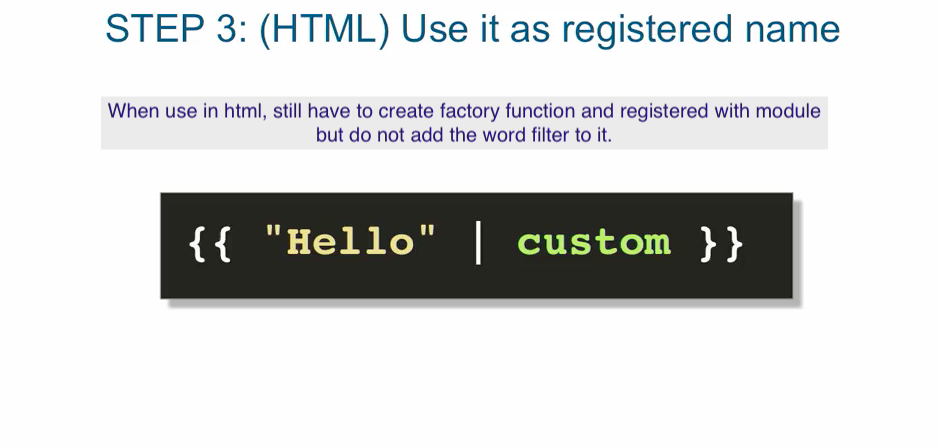 STEP 3: (HTML) Use it as registered name
When use in html, still have to create factory function and registered with module
but do not add the word filter to it.
{{ "Hello" | custom }}